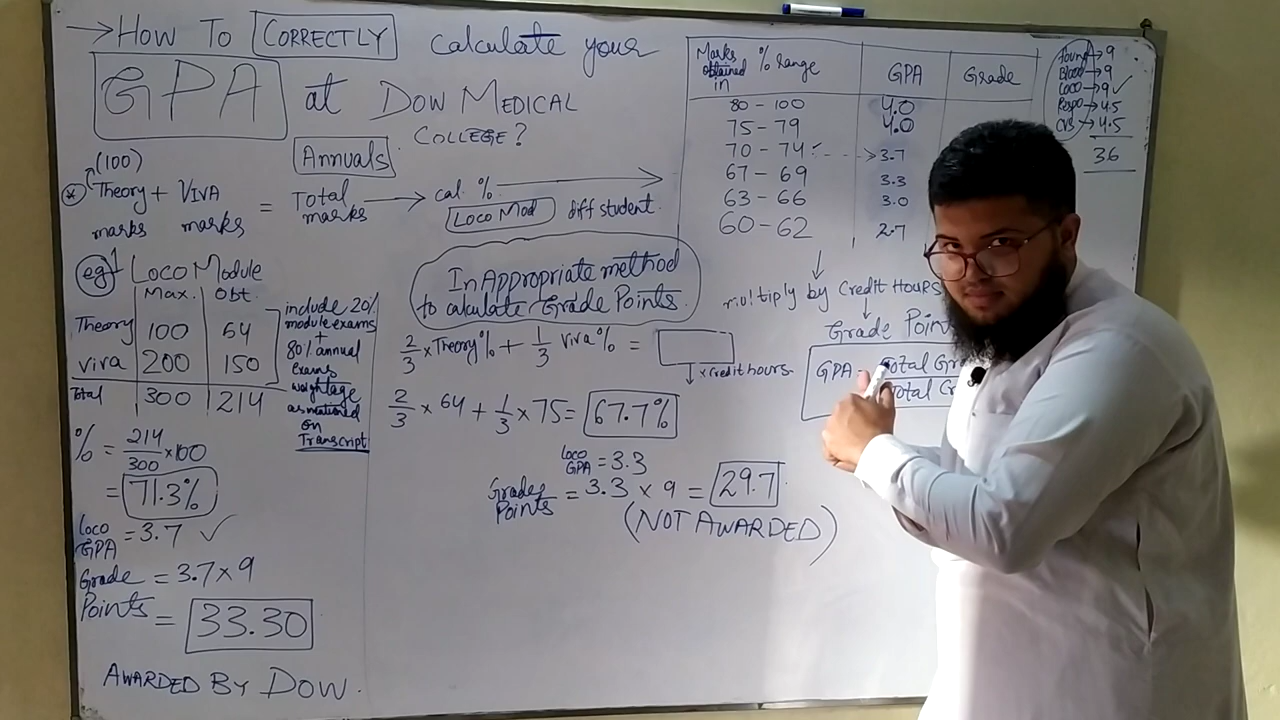 → HOW TO CORRECTLY calculate your
GPA at DOW MEDICAL
COLLEGE?
Annuals
(100)
* Theory + VIVA = Total → cal. % →
marks marks marks Loco Mod diff student.
eg 1 LOCO Module
Max. Obt.
Theory 100 64
viva 200 150
Total 300 214
include 20%
module exams
+
80% annual
exams
weightage
on
Transcript
% = 214/300 × 100
= 71.3%
Loco
GPA = 3.7 ✓
Grade = 3.7 × 9
Points = 33.30
AWARDED BY DOW.
InAppropriate method
to calculate Grade Points.
2/3 × Theory % + 1/3 viva % =
↓ × credit hours.
2/3 × 64 + 1/3 × 75 = 67.7%
Loco
GPA = 3.3
Grades
Points = 3.3 × 9 = 29.7
(NOT AWARDED)
Marks
obtained
in % range GPA Grade
80 - 100 4.0
75 - 79 4.0
70 - 74 ---> 3.7
67 - 69 3.3
63 - 66 3.0
60 - 62 2.7
↓
multiply by Credit Hours
↓
Grade Poin
GPA = Total Gr
Total Cr
Found → 9
Blood → 9
Loco → 9 ✓
Respo → 4.5
CVS → 4.5
36